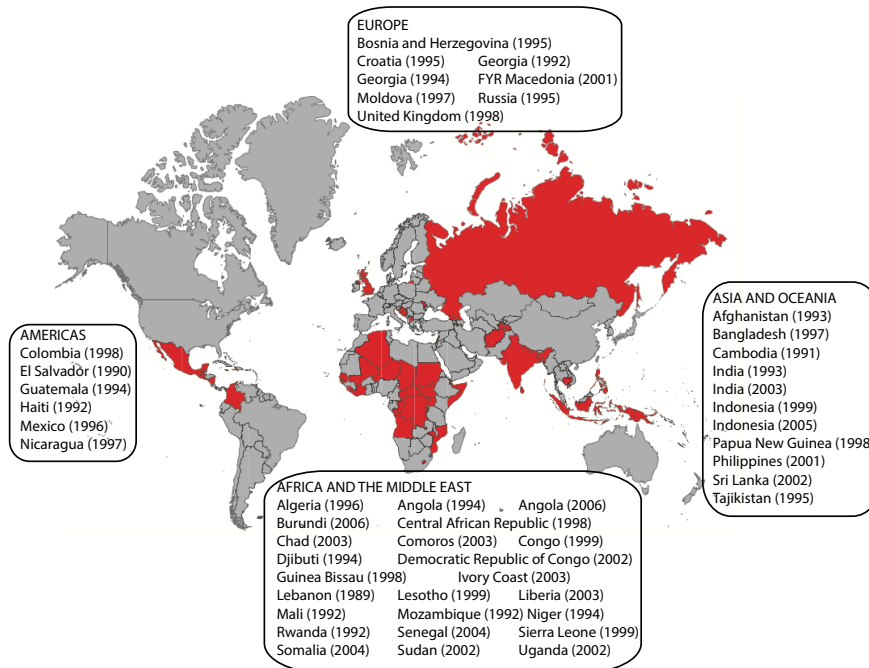 EUROPE
Bosnia and Herzegovina (1995)
Croatia (1995) Georgia (1992)
Georgia (1994) FYR Macedonia (2001)
Moldova (1997) Russia (1995)
United Kingdom (1998)
AMERICAS
Colombia (1998)
El Salvador (1990)
Guatemala (1994)
Haiti (1992)
Mexico (1996)
Nicaragua (1997)
ASIA AND OCEANIA
Afghanistan (1993)
Bangladesh (1997)
Cambodia (1991)
India (1993)
India (2003)
Indonesia (1999)
Indonesia (2005)
Papua New Guinea (1998
Philippines (2001)
Sri Lanka (2002)
Tajikistan (1995)
AFRICA AND THE MIDDLE EAST
Algeria (1996) Angola (1994) Angola (2006)
Burundi (2006) Central African Republic (1998)
Chad (2003) Comoros (2003) Congo (1999)
Djibuti (1994) Democratic Republic of Congo (2002)
Guinea Bissau (1998) Ivory Coast (2003)
Lebanon (1989) Lesotho (1999) Liberia (2003)
Mali (1992) Mozambique (1992) Niger (1994)
Rwanda (1992) Senegal (2004) Sierra Leone (1999)
Somalia (2004) Sudan (2002) Uganda (2002)